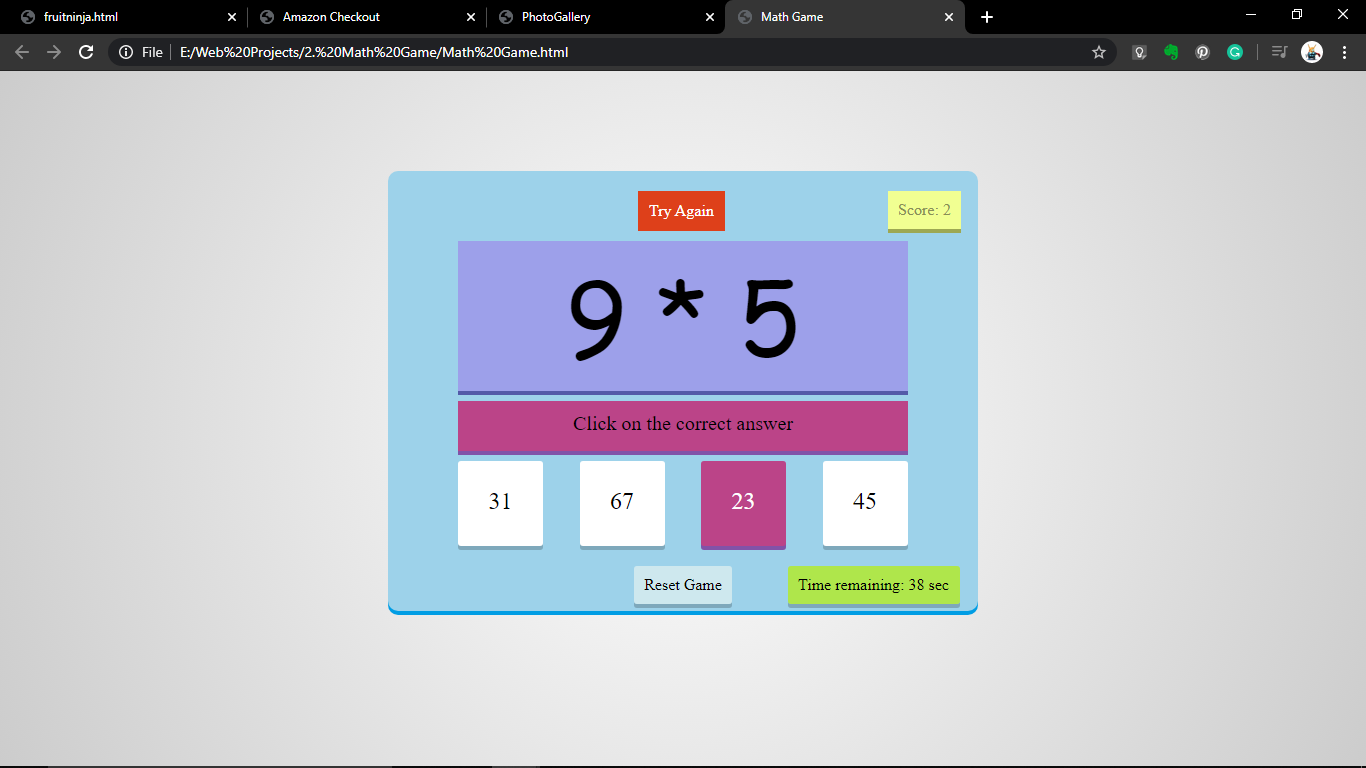 fruitninja.html
Amazon Checkout
PhotoGallery
Math Game
File
E:/Web%20Projects/2.%20Math%20Game/Math%20Game.html
Try Again
Score: 2
9 * 5
Click on the correct answer
31 67 23 45
Reset Game
Time remaining: 38 sec